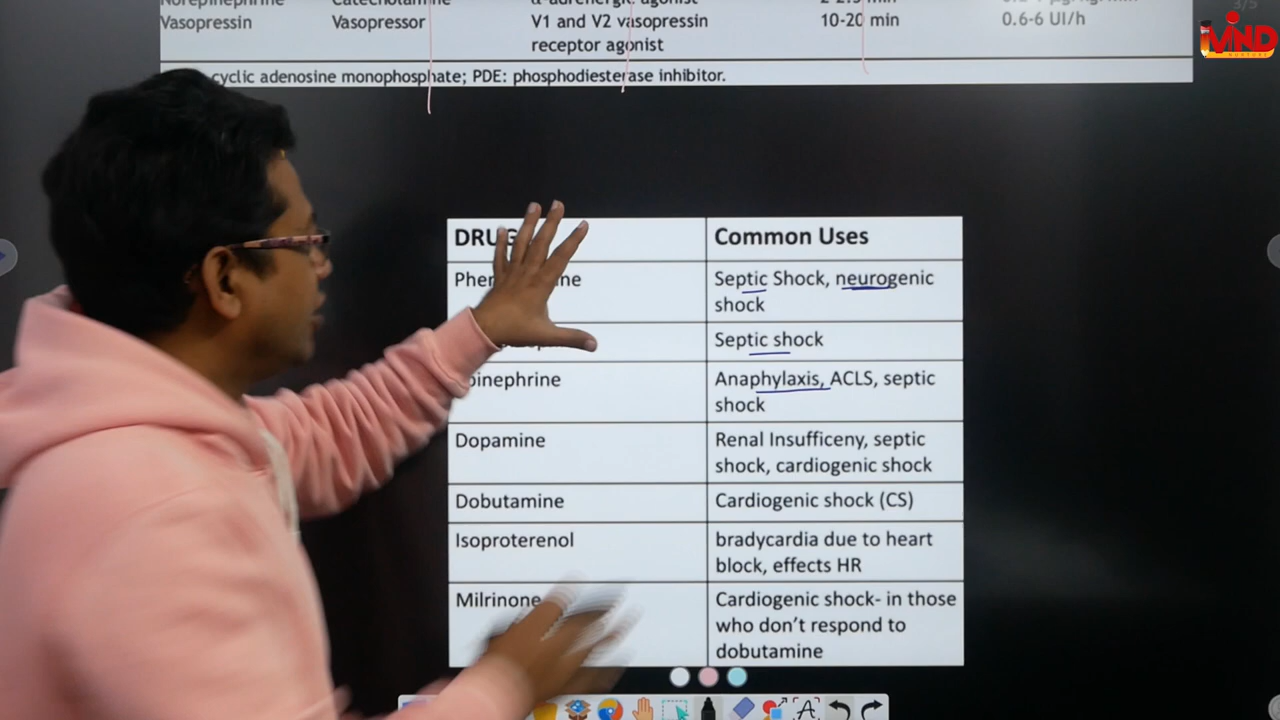 Vasopressin Vasopressor V1 and V2 vasopressin 10-20 min 0.6-6 UI/h
receptor agonist
cyclic adenosine monophosphate; PDE: phosphodiesterase inhibitor.
3/5
MIND
Common Uses
Septic Shock, neurogenic
shock
Septic shock
Anaphylaxis, ACLS, septic
shock
Dopamine Renal Insufficeny, septic
shock, cardiogenic shock
Dobutamine Cardiogenic shock (CS)
Isoproterenol bradycardia due to heart
block, effects HR
Milrinone Cardiogenic shock- in those
who don't respond to
dobutamine